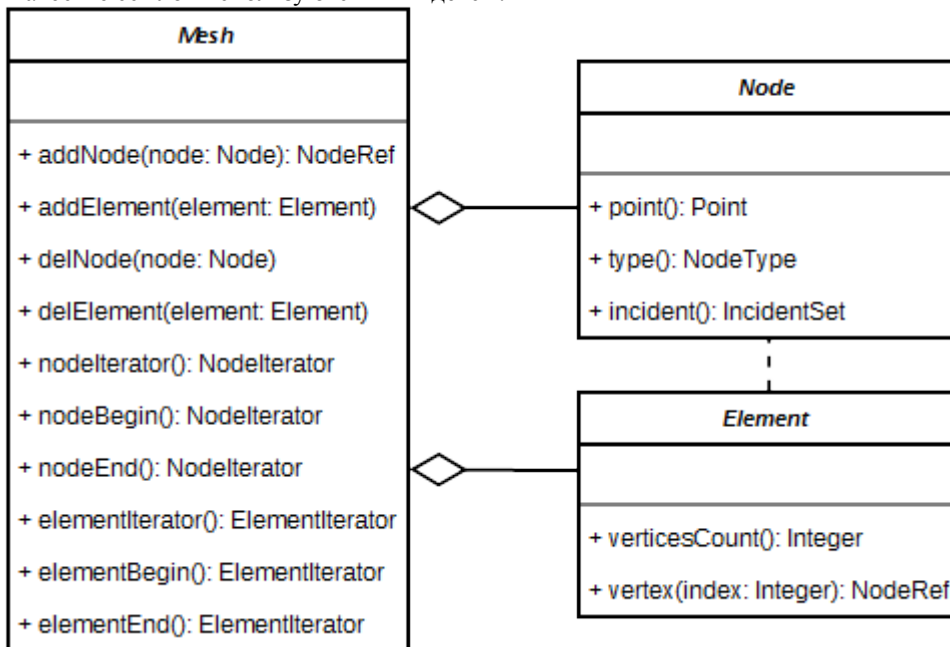 Mesh
+ addNode(node: Node): NodeRef
+ addElement(element: Element)
+ delNode(node: Node)
+ delElement(element: Element)
+ nodeIterator(): NodeIterator
+ nodeBegin(): NodeIterator
+ nodeEnd(): NodeIterator
+ elementIterator(): ElementIterator
+ elementBegin(): ElementIterator
+ elementEnd(): ElementIterator
Node
+ point(): Point
+ type(): NodeType
+ incident(): IncidentSet
Element
+ verticesCount(): Integer
+ vertex(index: Integer): NodeRef